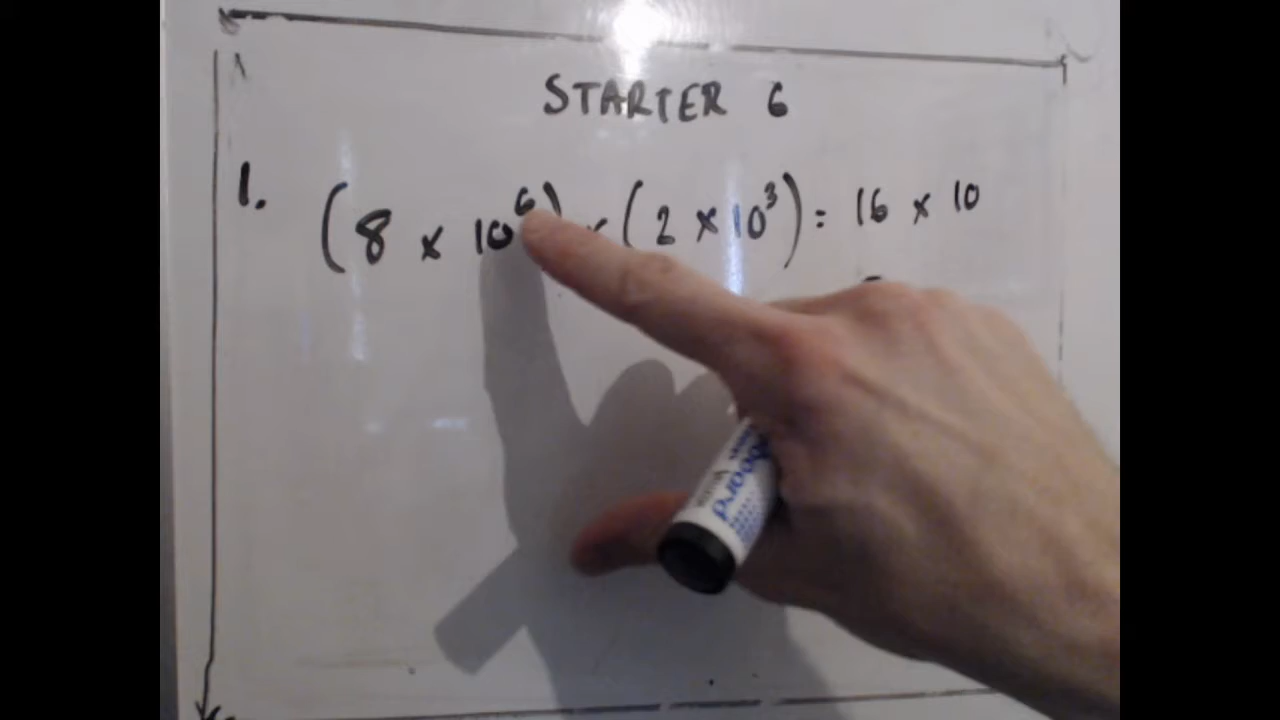 STARTER 6
1. (8 × 10⁶) × (2 × 10³) = 16 × 10